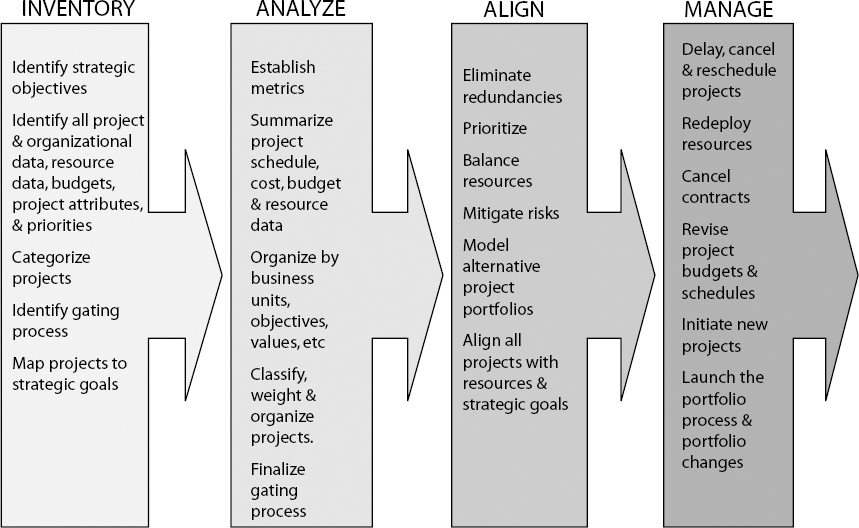 INVENTORY
Identify strategic
objectives
Identify all project
& organizational
data, resource
data, budgets,
project attributes,
& priorities
Categorize
projects
Identify gating
process
Map projects to
strategic goals
ANALYZE
Establish
metrics
Summarize
project
schedule,
cost, budget
& resource
data
Organize by
business
units,
objectives,
values, etc
Classify,
weight &
organize
projects.
Finalize
gating
process
ALIGN
Eliminate
redundancies
Prioritize
Balance
resources
Mitigate risks
Model
alternative
project
portfolios
Align all
projects with
resources &
strategic goals
MANAGE
Delay, cancel
& reschedule
projects
Redeploy
resources
Cancel
contracts
Revise
project
budgets &
schedules
Initiate new
projects
Launch the
portfolio
process &
portfolio
changes